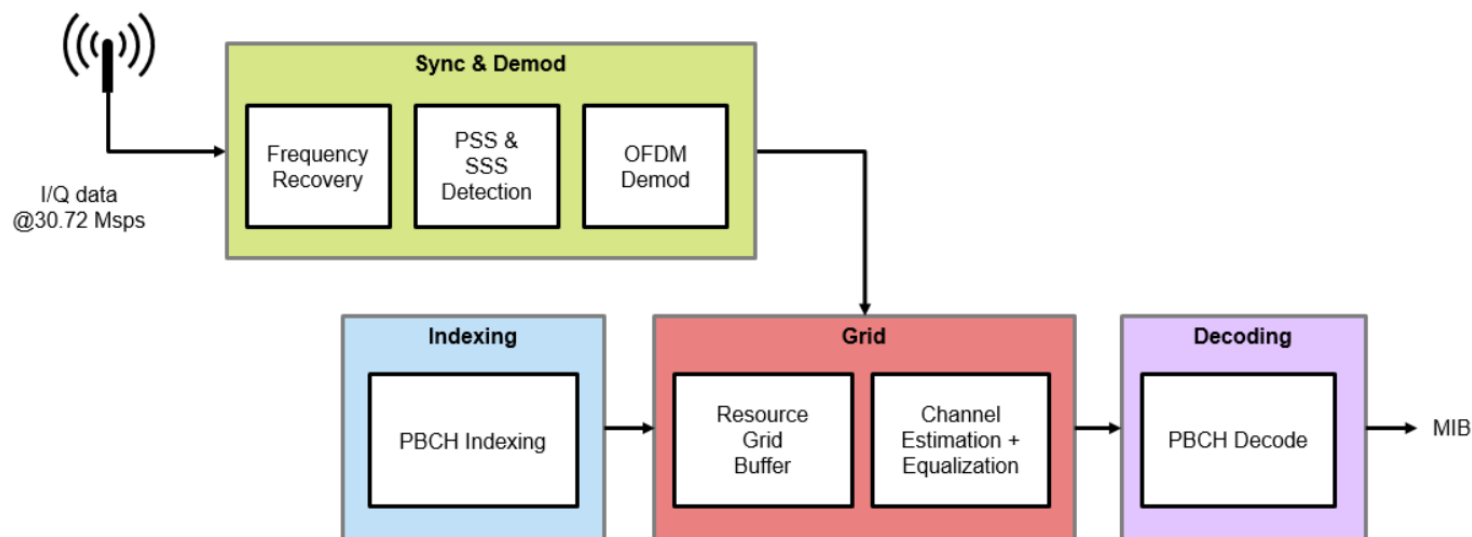 Sync & Demod
Frequency
Recovery
PSS &
SSS
Detection
OFDM
Demod
I/Q data
@30.72 Msps
Indexing
PBCH Indexing
Grid
Resource
Grid
Buffer
Channel
Estimation +
Equalization
Decoding
PBCH Decode
MIB